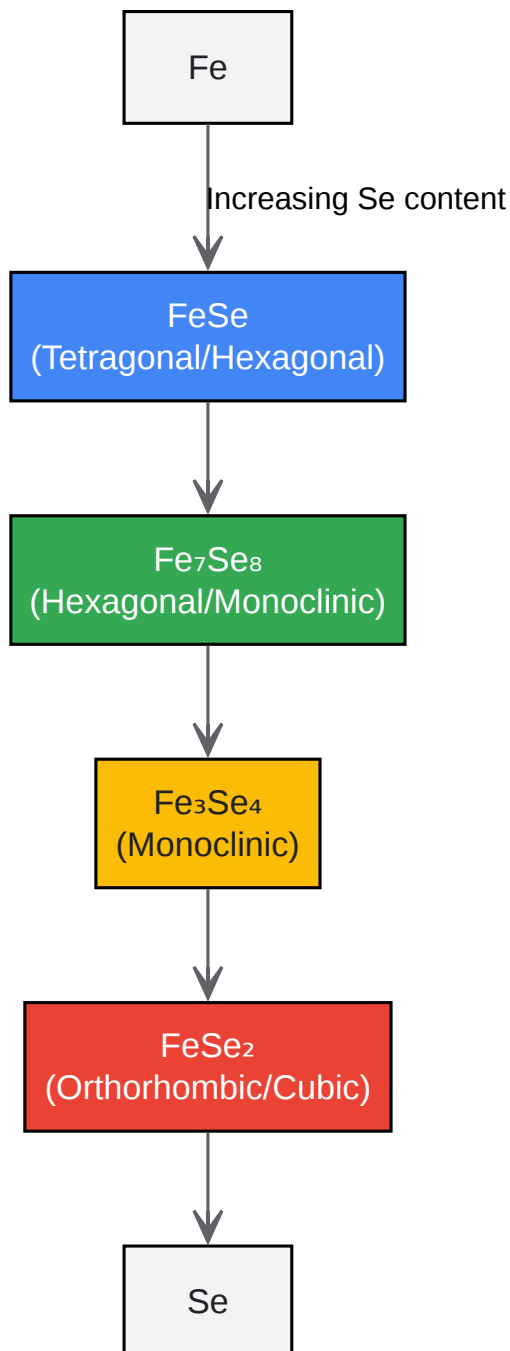 Fe
Increasing Se content
FeSe
(Tetragonal/Hexagonal)
Fe₇Se₈
(Hexagonal/Monoclinic)
Fe₃Se₄
(Monoclinic)
FeSe₂
(Orthorhombic/Cubic)
Se